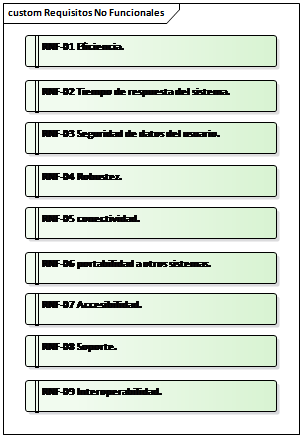 custom Requisitos No Funcionales
RNF-01 Eficiencia.
RNF-02 Tiempo de respuesta del sistema.
RNF-03 Seguridad de datos del usuario.
RNF-04 Robustez.
RNF-05 conectividad.
RNF-06 portabilidad a otros sistemas.
RNF-07 Accesibilidad.
RNF-08 Soporte.
RNF-09 Interoperabilidad.